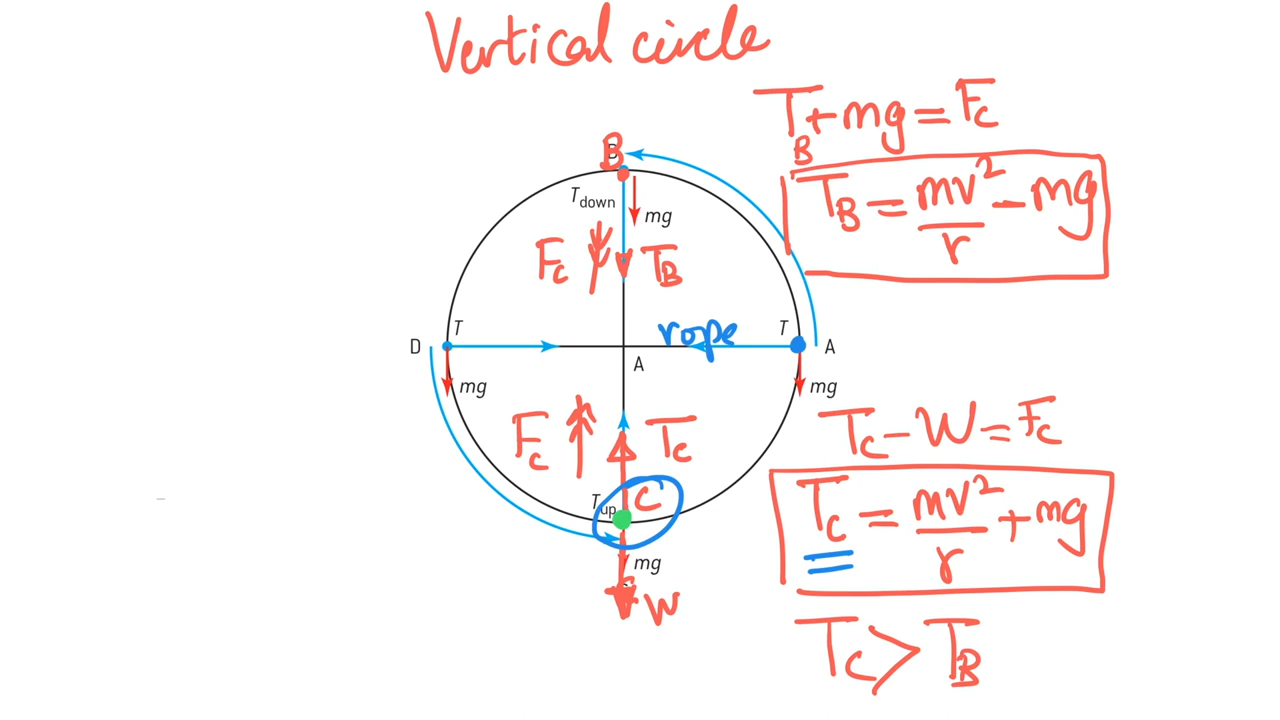 Vertical circle
T_B + mg = F_c
T_B = mv²/r - mg
B
T_down
mg
F_c T_B
D T rope T A
A
mg mg
F_c T_C
T_C - W = F_c
T_up C
T_C = mv²/r + mg
mg
W
T_C > T_B